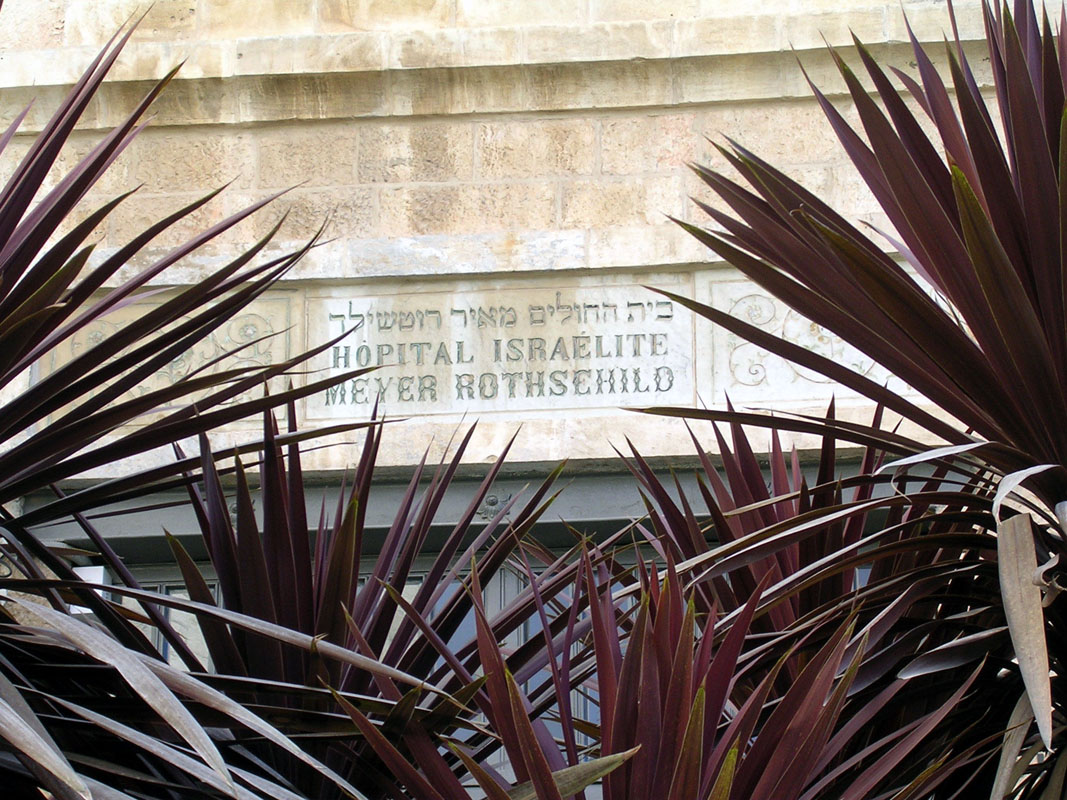 בית החולים מאיר רוטשילד
HÔPITAL ISRAÉLITE
MEYER ROTHSCHILD